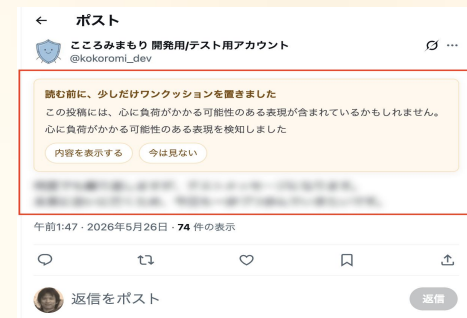 ← ポスト
こころみまもり 開発用/テスト用アカウント
@kokoromi_dev
読む前に、少しだけワンクッションを置きました
この投稿には、心に負荷がかかる可能性のある表現が含まれているかもしれません。
心に負荷がかかる可能性のある表現を検知しました
内容を表示する 今は見ない
午前1:47 · 2026年5月26日 · 74 件の表示
返信をポスト 返信